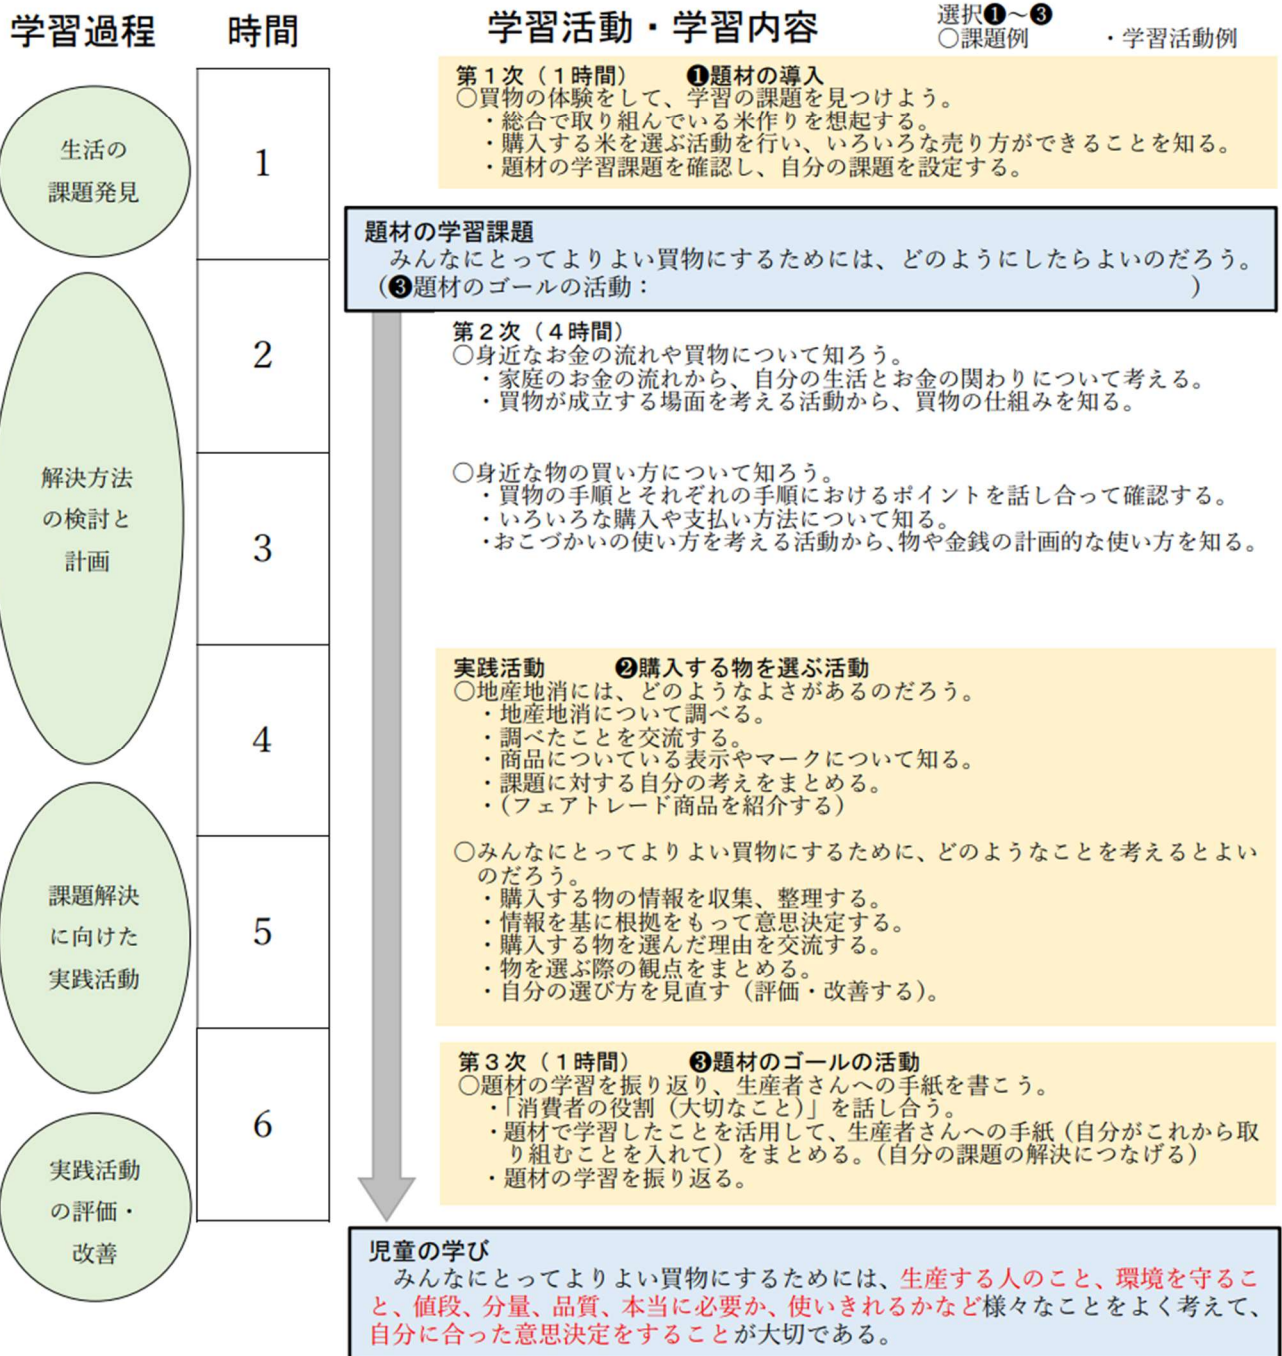 学習過程
時間
学習活動・学習内容
選択❶～❸
○課題例　・学習活動例
生活の
課題発見
1
第１次（１時間）　❶題材の導入
○買物の体験をして、学習の課題を見つけよう。
・総合で取り組んでいる米作りを想起する。
・購入する米を選ぶ活動を行い、いろいろな売り方ができることを知る。
・題材の学習課題を確認し、自分の課題を設定する。
題材の学習課題
みんなにとってよりよい買物にするためには、どのようにしたらよいのだろう。
（❸題材のゴールの活動：　　　）
解決方法
の検討と
計画
2
3
4
第２次（４時間）
○身近なお金の流れや買物について知ろう。
・家庭のお金の流れから、自分の生活とお金の関わりについて考える。
・買物が成立する場面を考える活動から、買物の仕組みを知る。
○身近な物の買い方について知ろう。
・買物の手順とそれぞれの手順におけるポイントを話し合って確認する。
・いろいろな購入や支払い方法について知る。
・おこづかいの使い方を考える活動から、物や金銭の計画的な使い方を知る。
実践活動　❷購入する物を選ぶ活動
○地産地消には、どのようなよさがあるのだろう。
・地産地消について調べる。
・調べたことを交流する。
・商品についている表示やマークについて知る。
・課題に対する自分の考えをまとめる。
・（フェアトレード商品を紹介する）
課題解決
に向けた
実践活動
5
○みんなにとってよりよい買物にするために、どのようなことを考えるとよい
のだろう。
・購入する物の情報を収集、整理する。
・情報を基に根拠をもって意思決定する。
・購入する物を選んだ理由を交流する。
・物を選ぶ際の観点をまとめる。
・自分の選び方を見直す（評価・改善する）。
実践活動
の評価・
改善
6
第３次（１時間）　❸題材のゴールの活動
○題材の学習を振り返り、生産者さんへの手紙を書こう。
・「消費者の役割（大切なこと）」を話し合う。
・題材で学習したことを活用して、生産者さんへの手紙（自分がこれから取
り組むことを入れて）をまとめる。（自分の課題の解決につなげる）
・題材の学習を振り返る。
児童の学び
みんなにとってよりよい買物にするためには、生産する人のこと、環境を守るこ
と、値段、分量、品質、本当に必要か、使いきれるかなど様々なことをよく考えて、
自分に合った意思決定をすることが大切である。